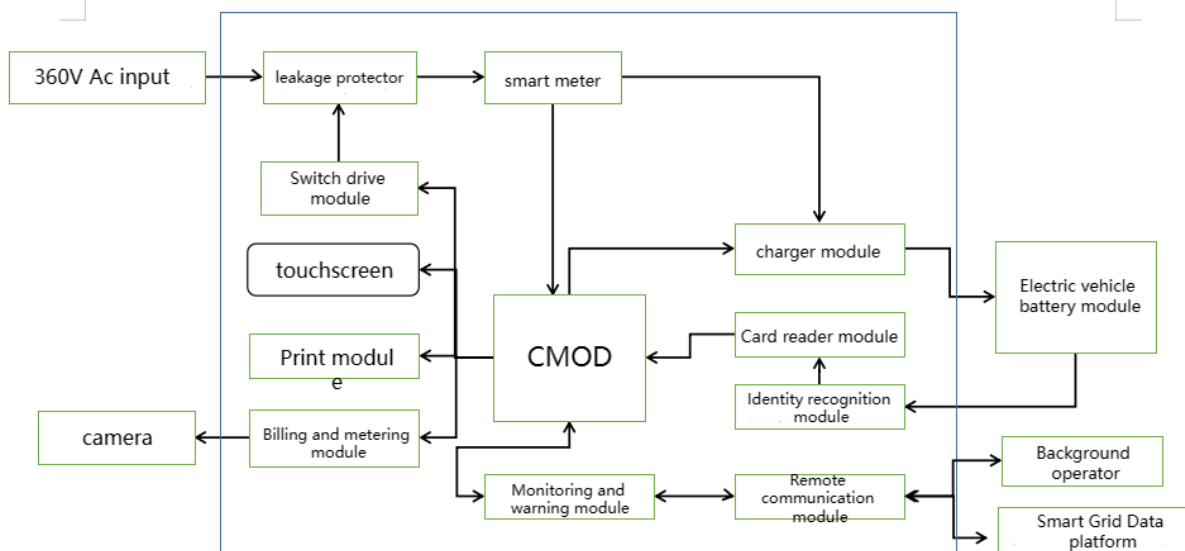 360V Ac input
leakage protector
smart meter
Switch drive
module
touchscreen
charger module
Electric vehicle
battery module
CMOD
Card reader module
Print modul
e
Identity recognition
module
camera
Billing and metering
module
Monitoring and
warning module
Remote
communication
module
Background
operator
Smart Grid Data
platform